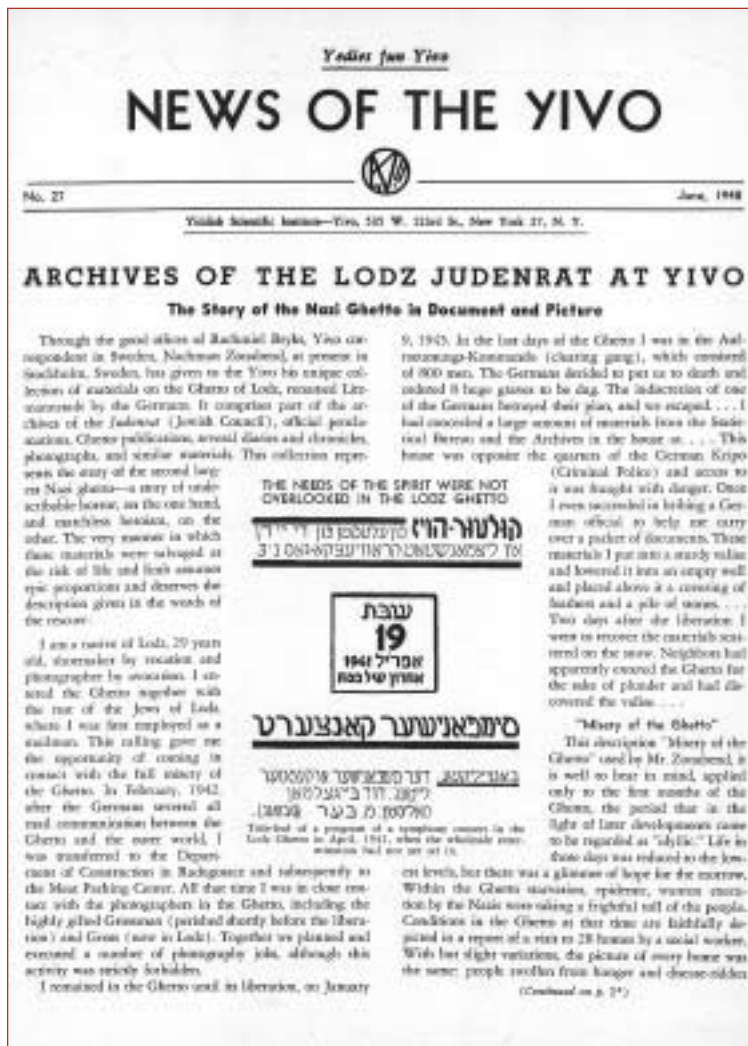 Yedies fun Yivo
NEWS OF THE YIVO
No. 27
June, 1948
Yiddish Scientific Institute—Yivo, 535 W. 123rd St., New York 27, N. Y.
ARCHIVES OF THE LODZ JUDENRAT AT YIVO
The Story of the Nazi Ghetto in Document and Picture
Through the good offices of Rachmiel Bryks, Yivo cor-
respondent in Sweden, Nachman Zonabend, at present in
Stockholm, Sweden, has given to the Yivo his unique col-
lection of materials on the Ghetto of Lodz, renamed Litz-
mannstadt by the Germans. It comprises part of the ar-
chives of the Judenrat (Jewish Council), official procla-
mations, Ghetto publications, several diaries and chronicles,
photographs, and similar materials. This collection repre-
sents the story of the second larg-
est Nazi ghetto—a story of inde-
scribable horror, on the one hand,
and matchless heroism, on the
other. The very manner in which
these materials were salvaged at
the risk of life and limb assumes
epic proportions and deserves the
description given in the words of
the rescuer:
I am a native of Lodz, 29 years
old, shoemaker by vocation and
photographer by avocation. I en-
tered the Ghetto together with
the rest of the Jews of Lodz,
where I was first employed as a
mailman. This calling gave me
the opportunity of coming in
contact with the full misery of
the Ghetto. In February, 1942,
after the Germans severed all
mail communication between the
Ghetto and the outer world, I
was transferred to the Depart-
ment of Construction in Radogoszcz and subsequently to
the Meat Packing Center. All that time I was in close con-
tact with the photographers in the Ghetto, including the
highly gifted Grossman (perished shortly before the libera-
tion) and Gross (now in Lodz). Together we planned and
executed a number of photography jobs, although this
activity was strictly forbidden.
I remained in the Ghetto until its liberation, on January
THE NEEDS OF THE SPIRIT WERE NOT
OVERLOOKED IN THE LODZ GHETTO
קולטור-הויז
שבת
19
אפריל 1941
אחרון של פסח
סימפאנישער קאנצערט
Title-leaf of a program of a symphony concert in the
Lodz Ghetto in April, 1941, when the wholesale exter-
mination had not yet set in.
9, 1945. In the last days of the Ghetto I was in the Auf-
raeumungs-Kommando (clearing gang), which consisted
of 800 men. The Germans decided to put us to death and
ordered 8 huge graves to be dug. The indiscretion of one
of the Germans betrayed their plan, and we escaped. . . . I
had concealed a large amount of materials from the Statis-
tical Bureau and the Archives in the house at. . . . This
house was opposite the quarters of the German Kripo
(Criminal Police) and access to
it was fraught with danger. Once
I even succeeded in bribing a Ger-
man official to help me carry
over a packet of documents. These
materials I put into a sturdy valise
and lowered it into an empty well
and placed above it a covering of
feathers and a pile of stones. . . .
Two days after the liberation I
went to recover the materials scat-
tered on the snow. Neighbors had
apparently entered the Ghetto for
the sake of plunder and had dis-
covered the valise. . . .
"Misery of the Ghetto"
This description "Misery of the
Ghetto" used by Mr. Zonabend, it
is well to bear in mind, applied
only to the first months of the
Ghetto, the period that in the
light of later developments came
to be regarded as "idyllic." Life in
those days was reduced to the low-
est levels, but there was a glimmer of hope for the morrow.
Within the Ghetto starvation, epidemic, wanton execu-
tion by the Nazis were taking a frightful toll of the people.
Conditions in the Ghetto at that time are faithfully de-
picted in a report of a visit to 28 homes by a social worker.
With but slight variations, the picture of every home was
the same: people swollen from hunger and disease-ridden
(Continued on p. 2*)